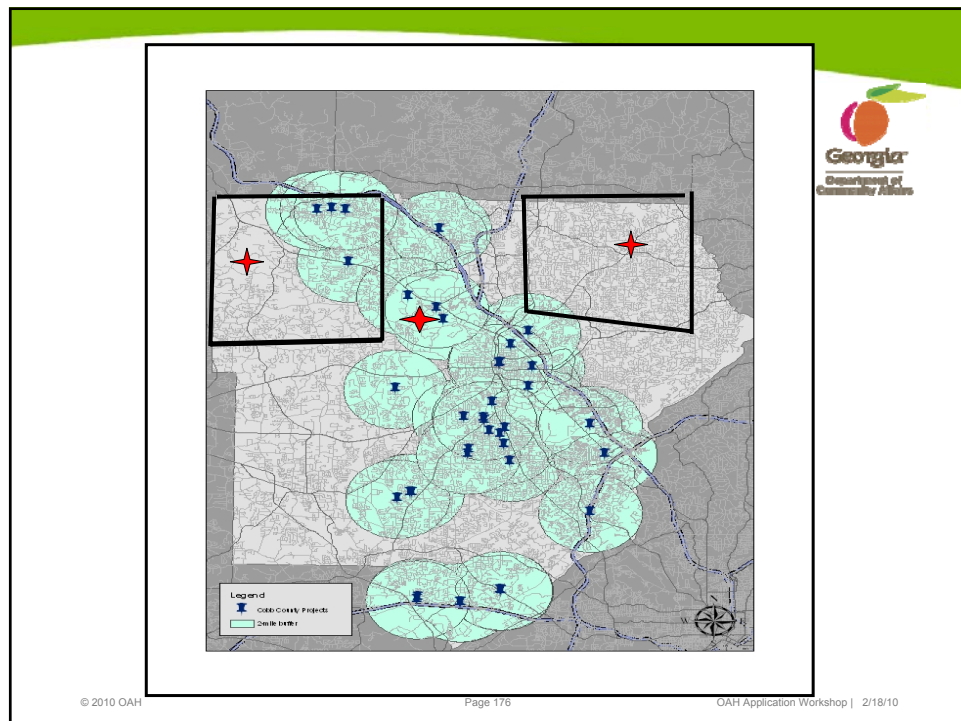 Georgia
Department of
Community Affairs
Legend
Cobb County Projects
2mile buffer
© 2010 OAH
Page 176
OAH Application Workshop | 2/18/10